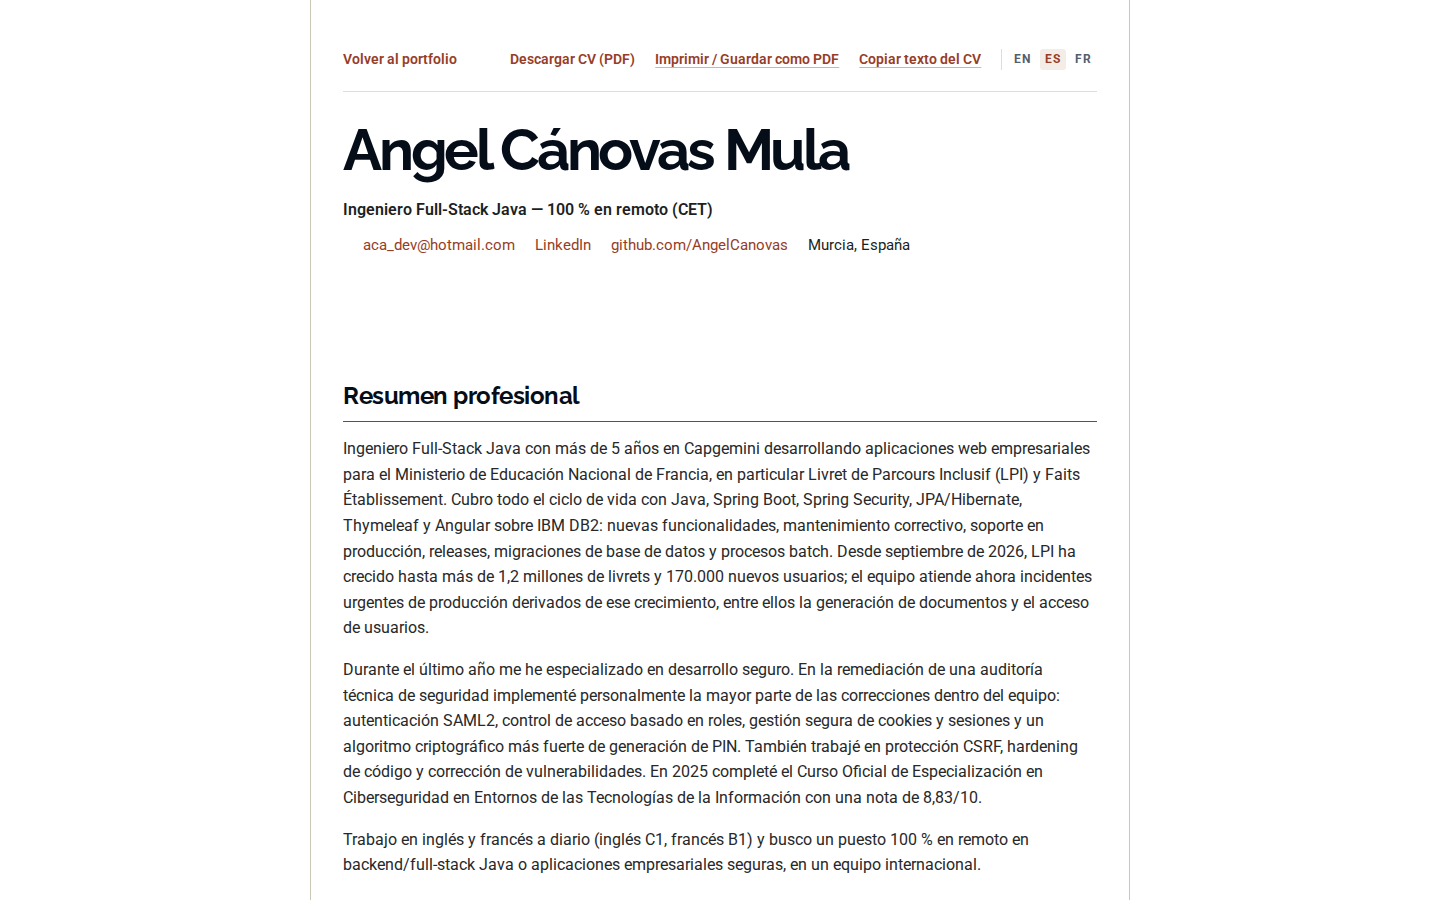 Volver al portfolio Descargar CV (PDF) Imprimir / Guardar como PDF Copiar texto del CV EN ES FR
Angel Cánovas Mula
Ingeniero Full-Stack Java — 100 % en remoto (CET)
aca_dev@hotmail.com LinkedIn github.com/AngelCanovas Murcia, España
Resumen profesional
Ingeniero Full-Stack Java con más de 5 años en Capgemini desarrollando aplicaciones web empresariales
para el Ministerio de Educación Nacional de Francia, en particular Livret de Parcours Inclusif (LPI) y Faits
Établissement. Cubro todo el ciclo de vida con Java, Spring Boot, Spring Security, JPA/Hibernate,
Thymeleaf y Angular sobre IBM DB2: nuevas funcionalidades, mantenimiento correctivo, soporte en
producción, releases, migraciones de base de datos y procesos batch. Desde septiembre de 2026, LPI ha
crecido hasta más de 1,2 millones de livrets y 170.000 nuevos usuarios; el equipo atiende ahora incidentes
urgentes de producción derivados de ese crecimiento, entre ellos la generación de documentos y el acceso
de usuarios.
Durante el último año me he especializado en desarrollo seguro. En la remediación de una auditoría
técnica de seguridad implementé personalmente la mayor parte de las correcciones dentro del equipo:
autenticación SAML2, control de acceso basado en roles, gestión segura de cookies y sesiones y un
algoritmo criptográfico más fuerte de generación de PIN. También trabajé en protección CSRF, hardening
de código y corrección de vulnerabilidades. En 2025 completé el Curso Oficial de Especialización en
Ciberseguridad en Entornos de las Tecnologías de la Información con una nota de 8,83/10.
Trabajo en inglés y francés a diario (inglés C1, francés B1) y busco un puesto 100 % en remoto en
backend/full-stack Java o aplicaciones empresariales seguras, en un equipo internacional.